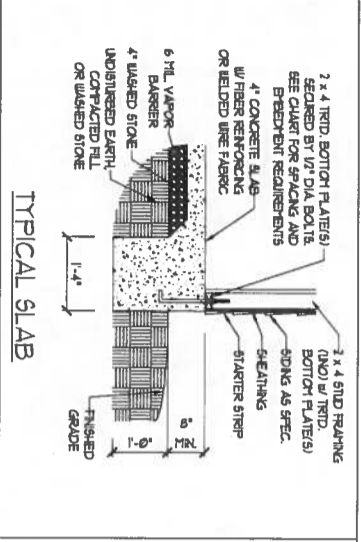 2 x 4 TRTD. BOTTOM PLATE(S)
SECURED BY 1/2" DIA. BOLTS.
SEE CHART FOR SPACING AND
EMBEDMENT REQUIREMENTS
4" CONCRETE SLAB
W/ FIBER REINFORCING
OR WELDED WIRE FABRIC
6 MIL VAPOR
BARRIER
4" WASHED STONE
UNDISTURBED EARTH,
COMPACTED FILL
OR WASHED STONE
2 x 4 STUD FRAMING
(UNO) w/ TRTD.
BOTTOM PLATE(S)
SIDING AS SPEC.
SHEATHING
STARTER STRIP
8"
MIN.
1'-0"
FINISHED
GRADE
1'-4"
TYPICAL SLAB